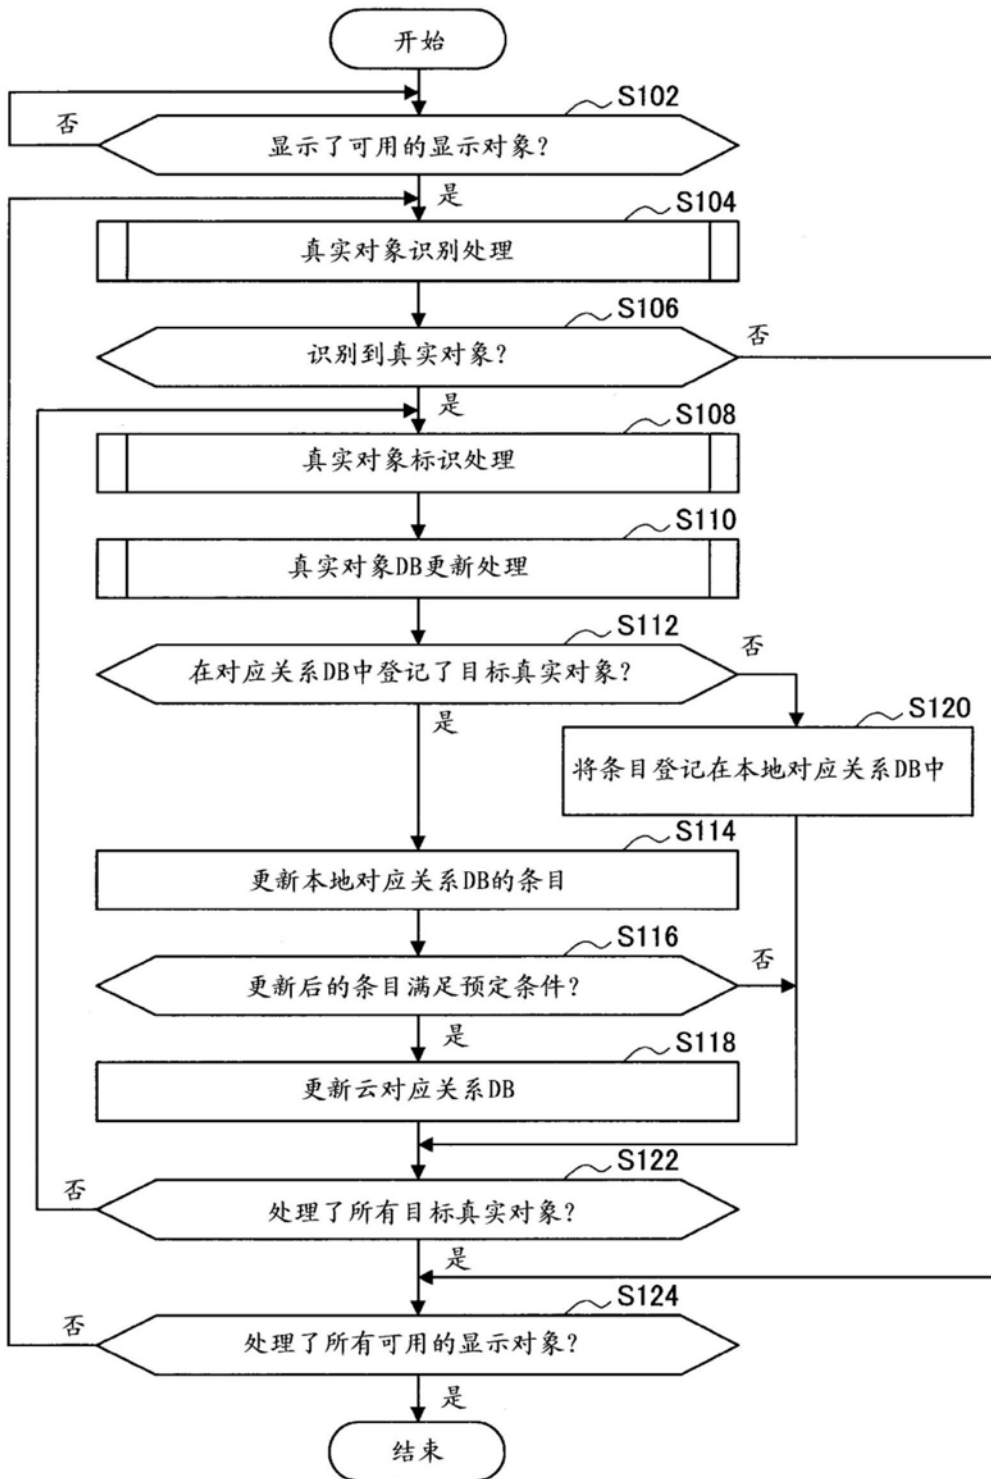 开始
S102
否
显示了可用的显示对象?
是
S104
真实对象识别处理
S106
否
识别到真实对象?
是
S108
真实对象标识处理
S110
真实对象DB更新处理
S112
否
在对应关系DB中登记了目标真实对象?
是
S120
将条目登记在本地对应关系DB中
S114
更新本地对应关系DB的条目
S116
否
更新后的条目满足预定条件?
是
S118
更新云对应关系DB
S122
否
处理了所有目标真实对象?
是
S124
否
处理了所有可用的显示对象?
是
结束